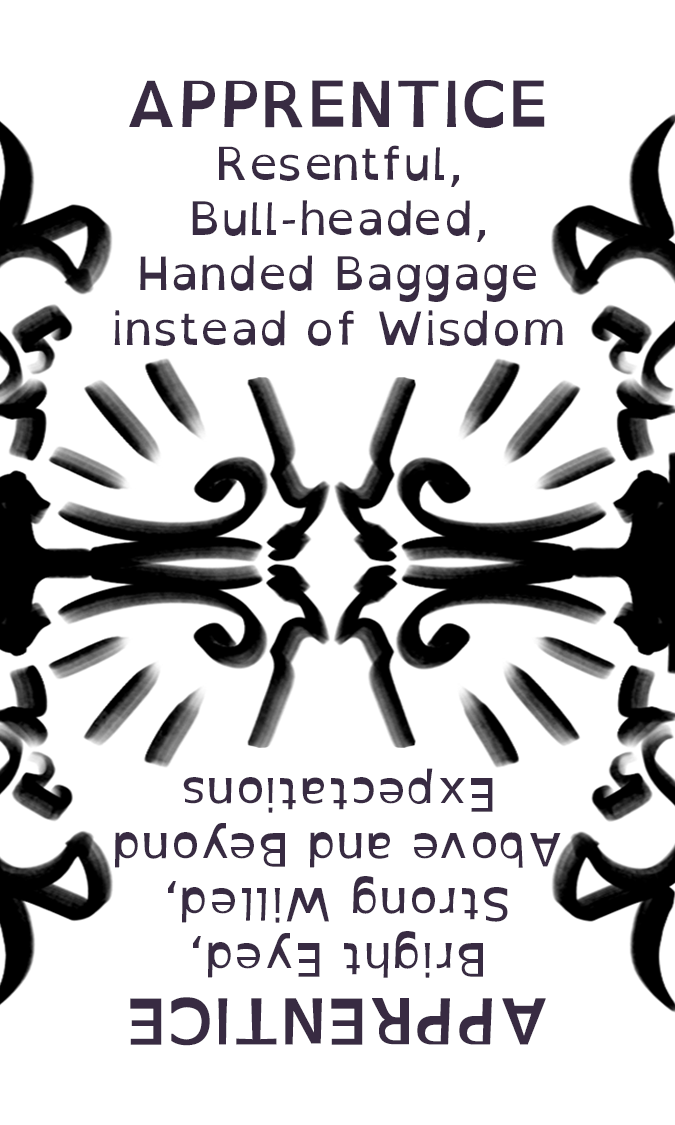 APPRENTICE
Resentful,
Bull-headed,
Handed Baggage
instead of Wisdom
APPRENTICE
Bright Eyed,
Strong Willed,
Above and Beyond
Expectations